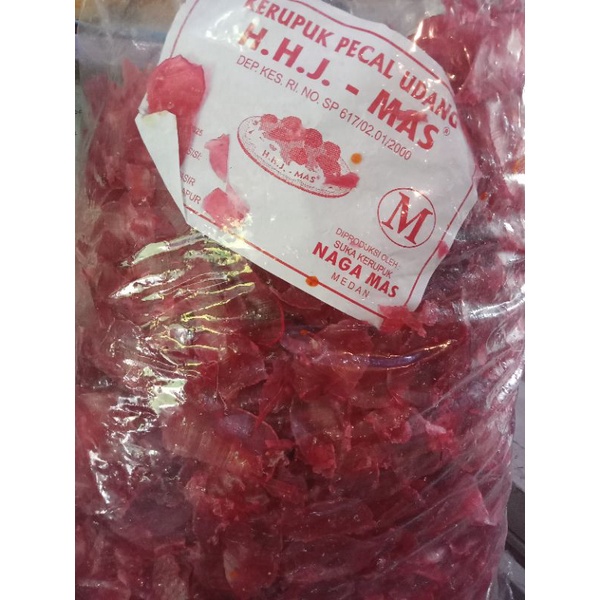 KERUPUK PECAL UDANG
H.H.J. - MAS®
DEP. KES. RI. NO. SP 617/02.01/2000
H.H.J. - MAS®
M
DIPRODUKSI OLEH:
SUKA KERUPUK
NAGA MAS
MEDAN